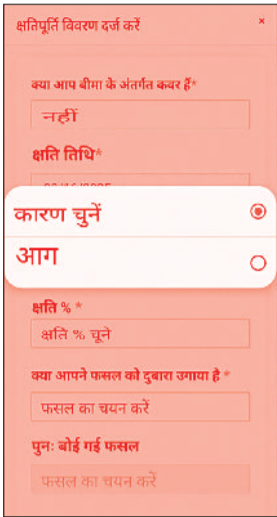 क्षतिपूर्ति विवरण दर्ज करें ×
क्या आप बीमा के अंतर्गत कवर हैं*
नहीं
क्षति तिथि*
कारण चुनें
आग
क्षति % *
क्षति % चूने
क्या आपने फसल को दुबारा उगाया है *
फसल का चयन करें
पुनः बोई गई फसल
फसल का चयन करें